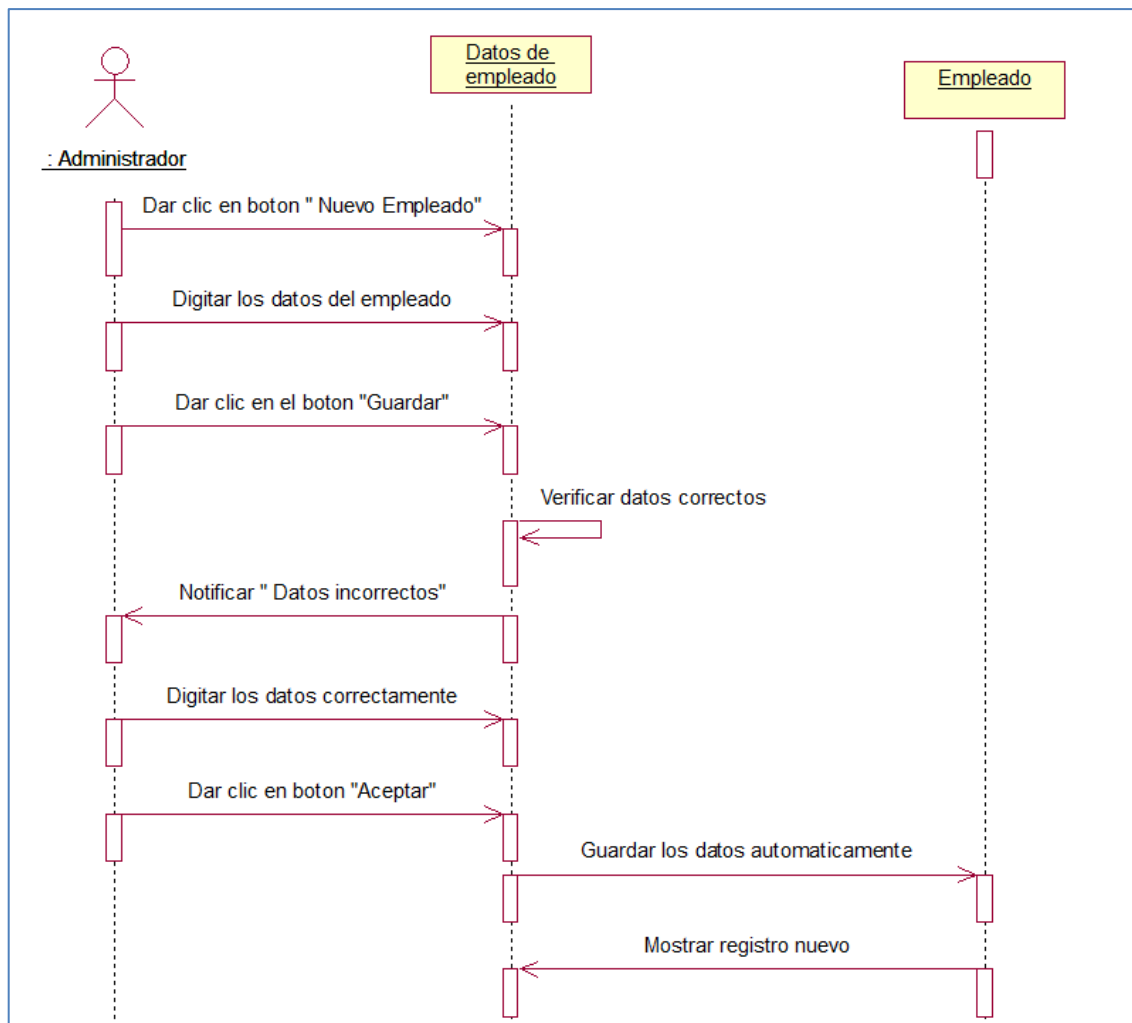 Datos de
empleado
Empleado
: Administrador
Dar clic en boton " Nuevo Empleado"
Digitar los datos del empleado
Dar clic en el boton "Guardar"
Verificar datos correctos
Notificar " Datos incorrectos"
Digitar los datos correctamente
Dar clic en boton "Aceptar"
Guardar los datos automaticamente
Mostrar registro nuevo